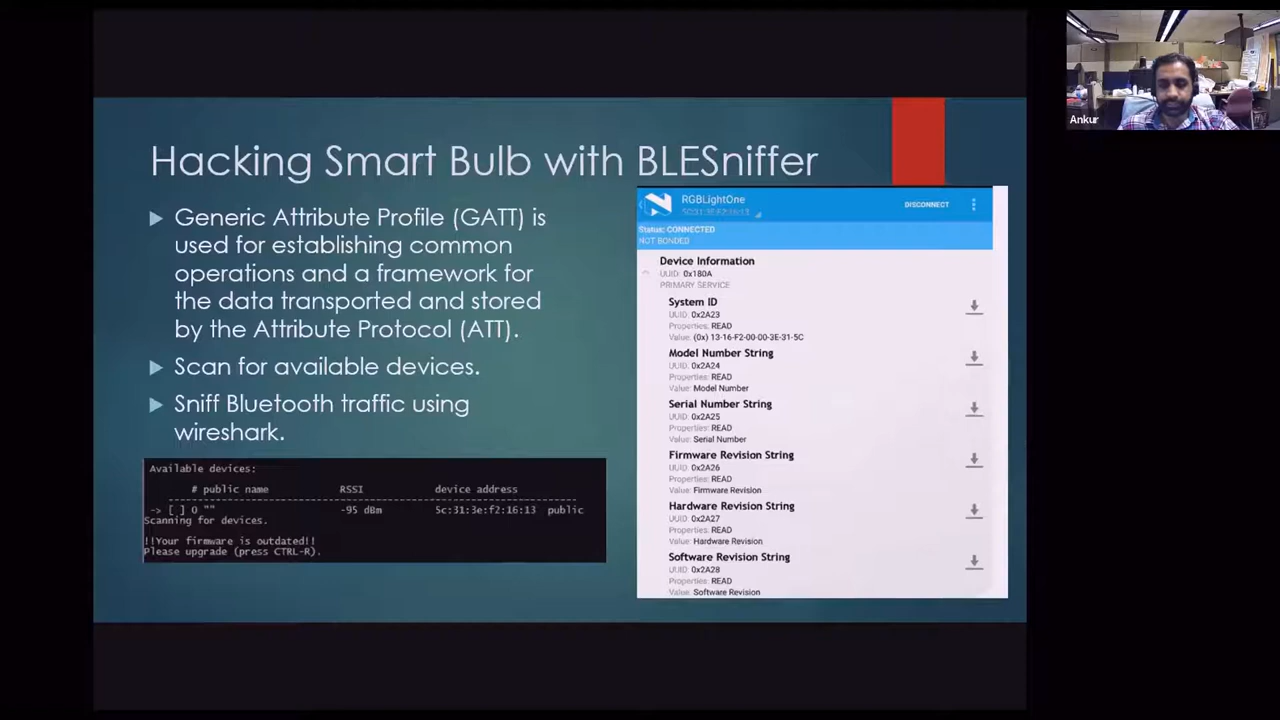 Hacking Smart Bulb with BLESniffer
Generic Attribute Profile (GATT) is
used for establishing common
operations and a framework for
the data transported and stored
by the Attribute Protocol (ATT).
Scan for available devices.
Sniff Bluetooth traffic using
wireshark.
Available devices:
# public name RSSI device address
-> [ ] 0 "" -95 dBm 5c:31:3e:f2:16:13 public
Scanning for devices.
!!Your firmware is outdated!!
Please upgrade (press CTRL-R).
RGBLightOne
5C:31:3E:F2:16:13
DISCONNECT
Status: CONNECTED
NOT BONDED
Device Information
UUID: 0x180A
PRIMARY SERVICE
System ID
UUID: 0x2A23
Properties: READ
Value: (0x) 13-16-F2-00-00-3E-31-5C
Model Number String
UUID: 0x2A24
Properties: READ
Value: Model Number
Serial Number String
UUID: 0x2A25
Properties: READ
Value: Serial Number
Firmware Revision String
UUID: 0x2A26
Properties: READ
Value: Firmware Revision
Hardware Revision String
UUID: 0x2A27
Properties: READ
Value: Hardware Revision
Software Revision String
UUID: 0x2A28
Properties: READ
Value: Software Revision
Ankur